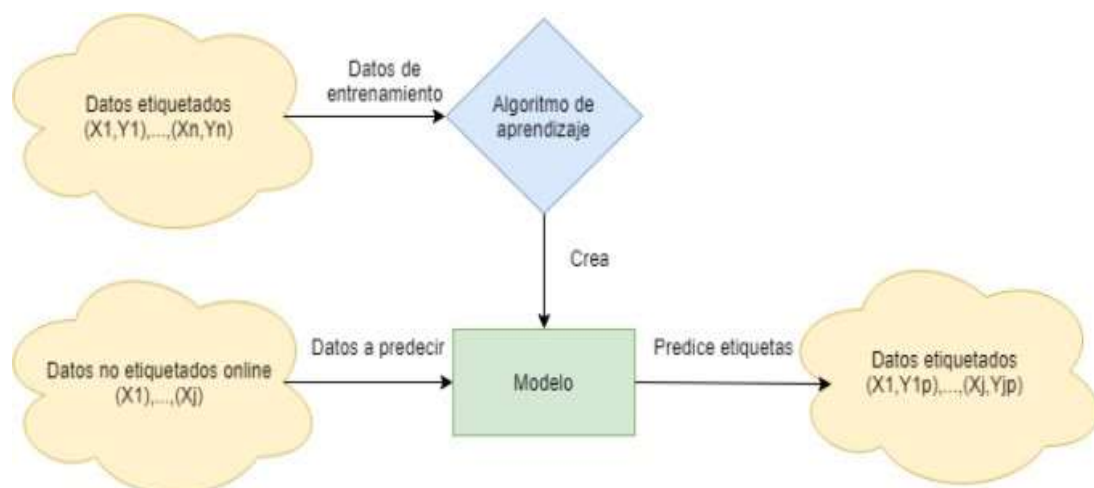 Datos etiquetados
(X1,Y1),...,(Xn,Yn)
Datos de
entrenamiento
Algoritmo de
aprendizaje
Crea
Datos no etiquetados online
(X1),...,(Xj)
Datos a predecir
Modelo
Predice etiquetas
Datos etiquetados
(X1,Y1p),...,(Xj,Yjp)